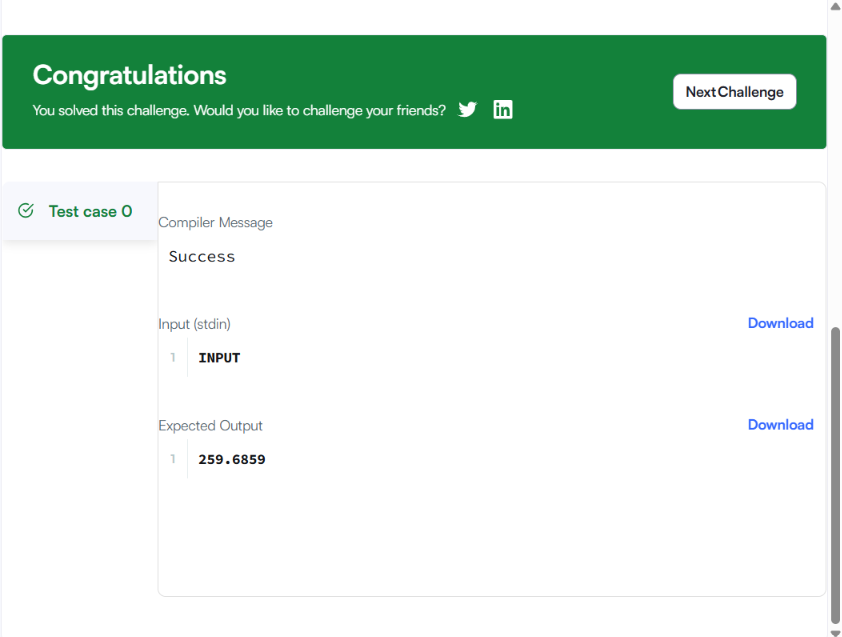 Congratulations
You solved this challenge. Would you like to challenge your friends?
Next Challenge
Test case 0
Compiler Message
Success
Input (stdin)
Download
1 INPUT
Expected Output
Download
1 259.6859